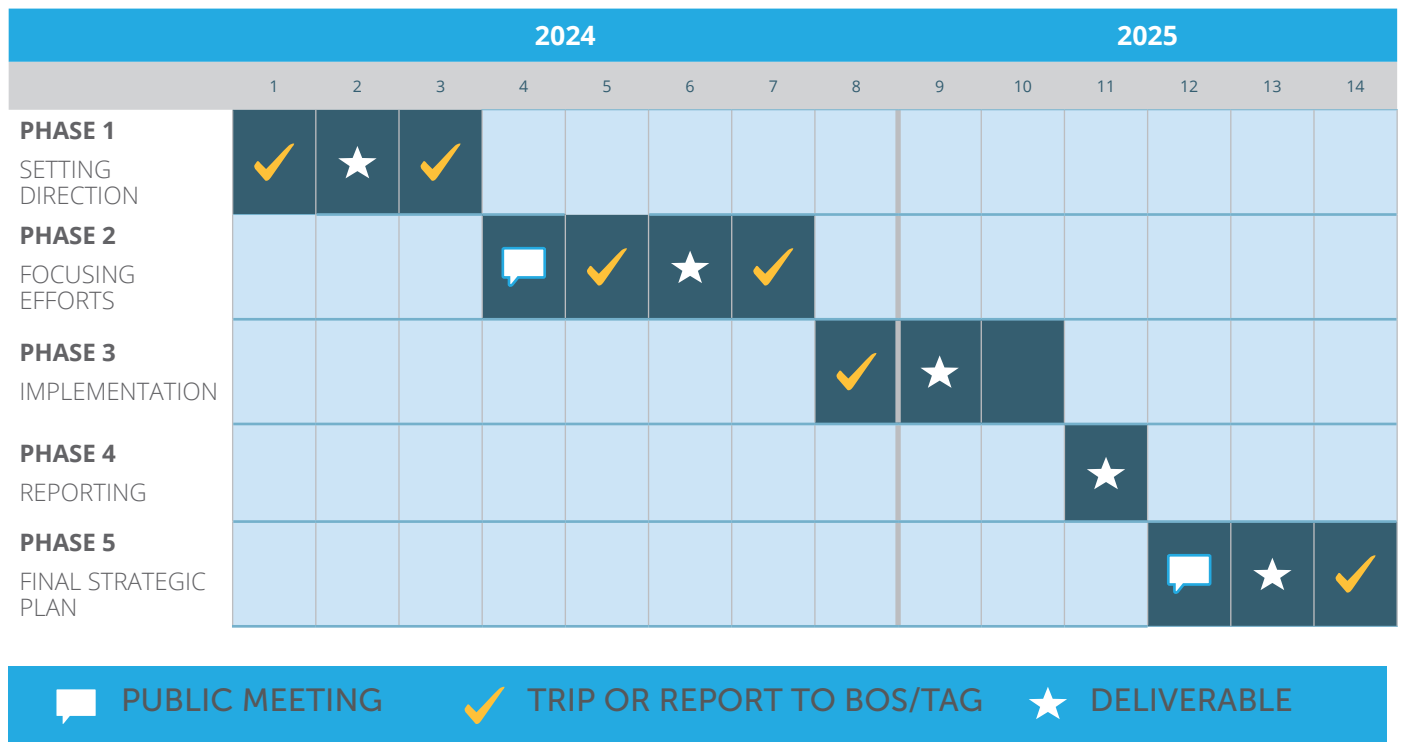 2024 2025
1 2 3 4 5 6 7 8 9 10 11 12 13 14
PHASE 1
SETTING
DIRECTION
PHASE 2
FOCUSING
EFFORTS
PHASE 3
IMPLEMENTATION
PHASE 4
REPORTING
PHASE 5
FINAL STRATEGIC
PLAN
PUBLIC MEETING TRIP OR REPORT TO BOS/TAG DELIVERABLE